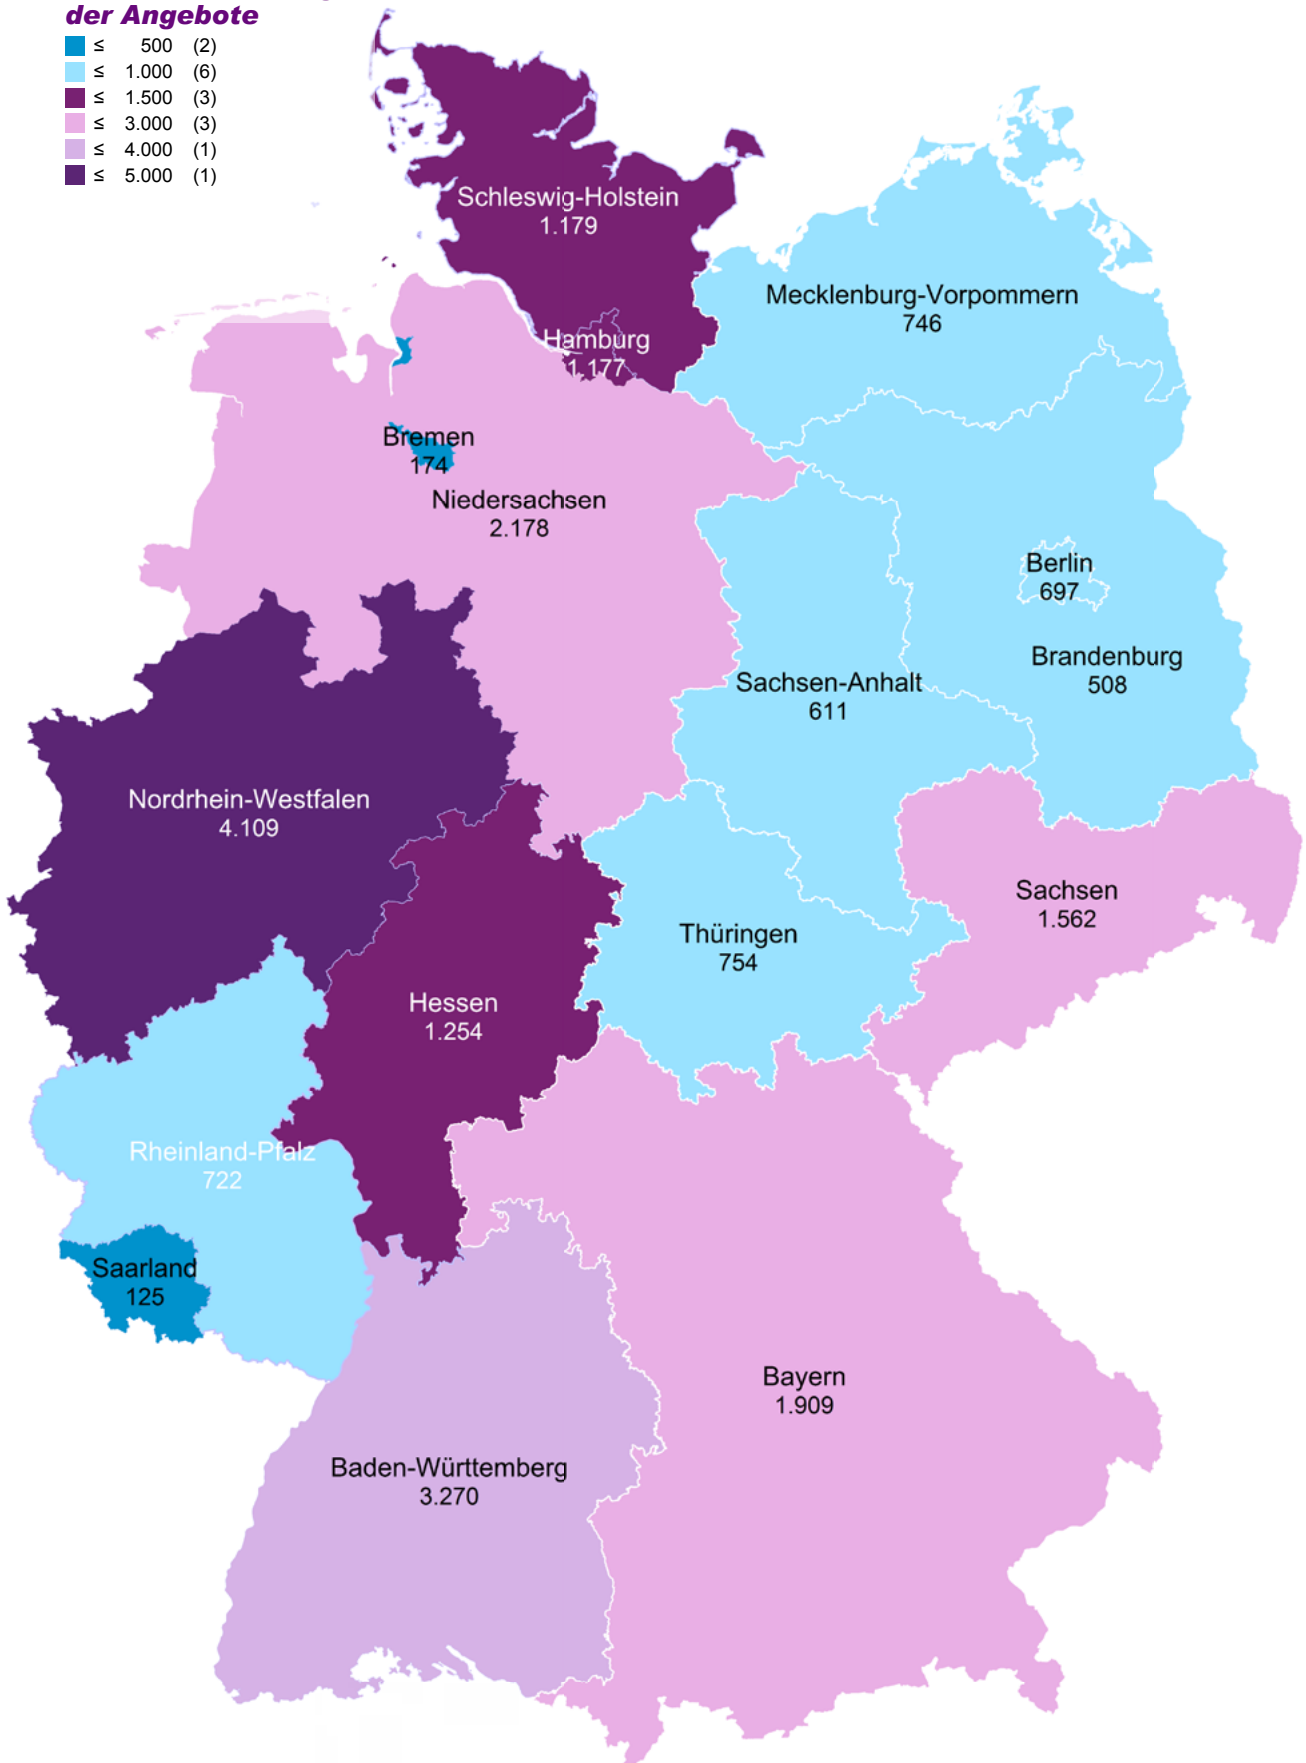 der Angebote
≤ 500 (2)
≤ 1.000 (6)
≤ 1.500 (3)
≤ 3.000 (3)
≤ 4.000 (1)
≤ 5.000 (1)
Schleswig-Holstein
1.179
Mecklenburg-Vorpommern
746
Hamburg
1.177
Bremen
174
Niedersachsen
2.178
Berlin
697
Brandenburg
508
Sachsen-Anhalt
611
Nordrhein-Westfalen
4.109
Sachsen
1.562
Thüringen
754
Hessen
1.254
Rheinland-Pfalz
722
Saarland
125
Bayern
1.909
Baden-Württemberg
3.270